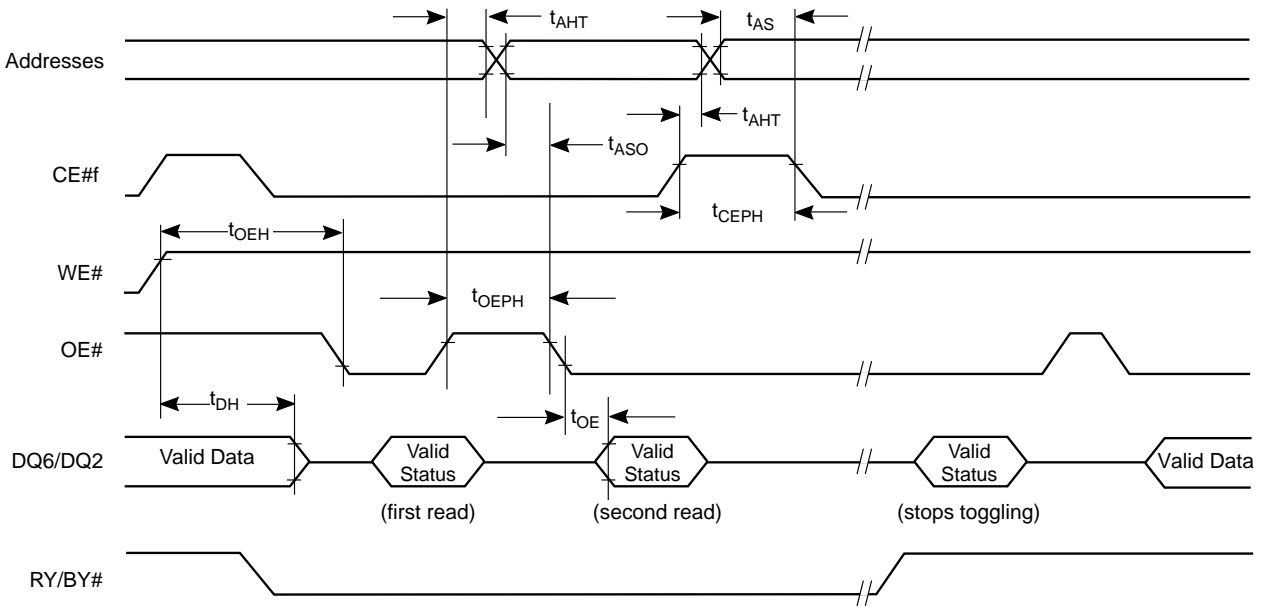 tAHT
tAS
Addresses
tAHT
tASO
CE#f
tCEPH
tOEH
WE#
tOEPH
OE#
tDH
tOE
DQ6/DQ2
Valid Data
Valid
Status
Valid
Status
Valid
Status
Valid Data
(first read)
(second read)
(stops toggling)
RY/BY#